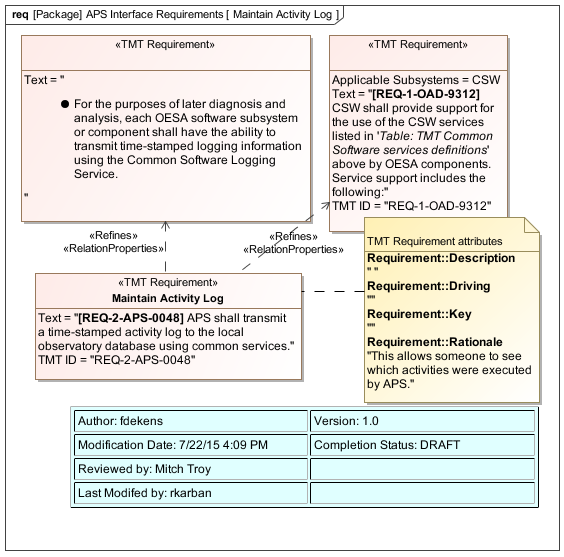 req [Package] APS Interface Requirements [ Maintain Activity Log ]
«TMT Requirement»
Text = "
● For the purposes of later diagnosis and
analysis, each OESA software subsystem
or component shall have the ability to
transmit time-stamped logging information
using the Common Software Logging
Service.
"
«TMT Requirement»
Applicable Subsystems = CSW
Text = "[REQ-1-OAD-9312]
CSW shall provide support for
the use of the CSW services
listed in 'Table: TMT Common
Software services definitions'
above by OESA components.
Service support includes the
following:"
TMT ID = "REQ-1-OAD-9312"
«Refines»
«RelationProperties»
«Refines»
«RelationProperties»
TMT Requirement attributes
Requirement::Description
" "
Requirement::Driving
""
Requirement::Key
""
Requirement::Rationale
"This allows someone to see
which activities were executed
by APS."
«TMT Requirement»
Maintain Activity Log
Text = "[REQ-2-APS-0048] APS shall transmit
a time-stamped activity log to the local
observatory database using common services."
TMT ID = "REQ-2-APS-0048"
Author: fdekens
Version: 1.0
Modification Date: 7/22/15 4:09 PM
Completion Status: DRAFT
Reviewed by: Mitch Troy
Last Modifed by: rkarban